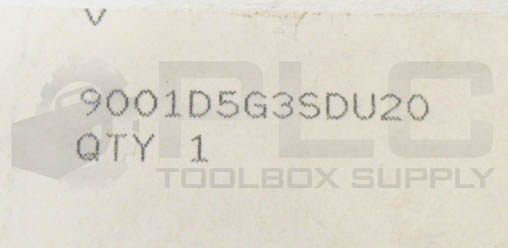 V
9001D5G3SDU20
QTY 1
PLC
TOOLBOX SUPPLY